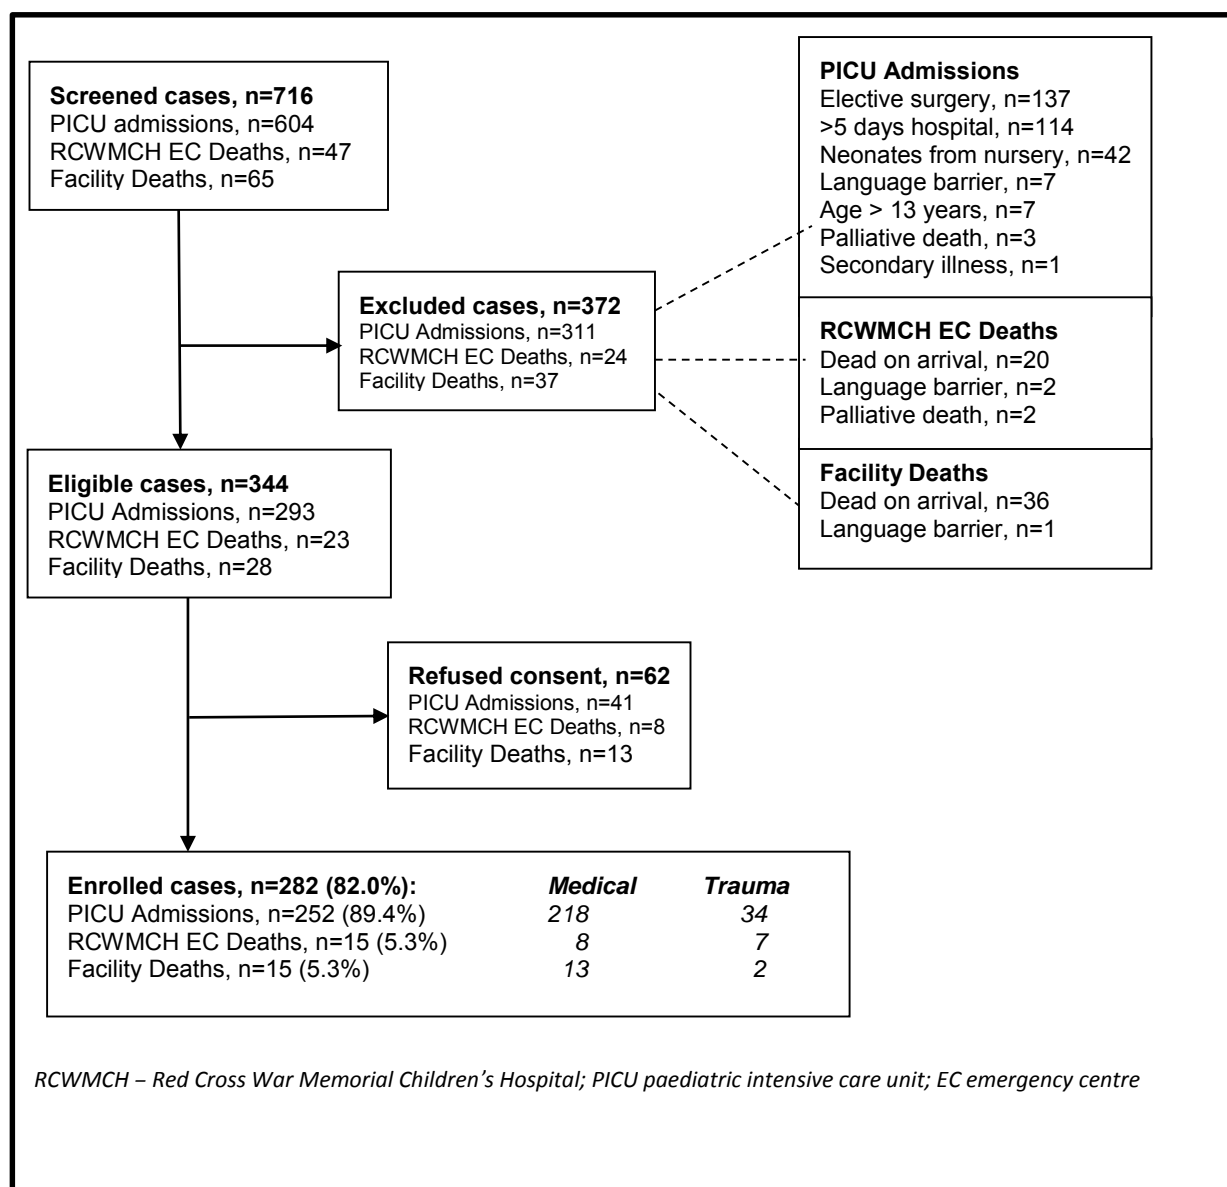 Screened cases, n=716
PICU admissions, n=604
RCWMCH EC Deaths, n=47
Facility Deaths, n=65
PICU Admissions
Elective surgery, n=137
>5 days hospital, n=114
Neonates from nursery, n=42
Language barrier, n=7
Age > 13 years, n=7
Palliative death, n=3
Secondary illness, n=1
Excluded cases, n=372
PICU Admissions, n=311
RCWMCH EC Deaths, n=24
Facility Deaths, n=37
RCWMCH EC Deaths
Dead on arrival, n=20
Language barrier, n=2
Palliative death, n=2
Facility Deaths
Dead on arrival, n=36
Language barrier, n=1
Eligible cases, n=344
PICU Admissions, n=293
RCWMCH EC Deaths, n=23
Facility Deaths, n=28
Refused consent, n=62
PICU Admissions, n=41
RCWMCH EC Deaths, n=8
Facility Deaths, n=13
Enrolled cases, n=282 (82.0%): Medical Trauma
PICU Admissions, n=252 (89.4%) 218 34
RCWMCH EC Deaths, n=15 (5.3%) 8 7
Facility Deaths, n=15 (5.3%) 13 2
RCWMCH – Red Cross War Memorial Children's Hospital; PICU paediatric intensive care unit; EC emergency centre